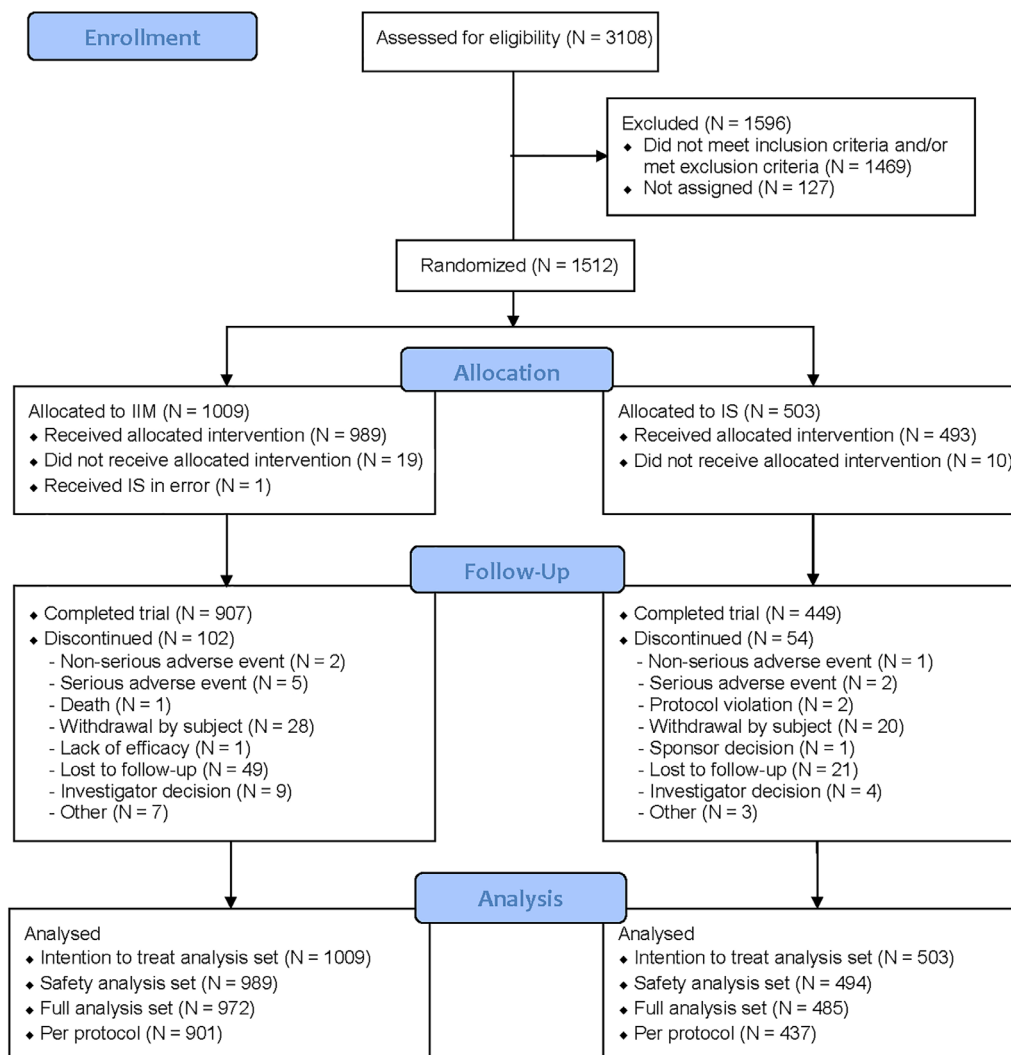 Enrollment
Assessed for eligibility (N = 3108)
Excluded (N = 1596)
◆ Did not meet inclusion criteria and/or
met exclusion criteria (N = 1469)
◆ Not assigned (N = 127)
Randomized (N = 1512)
Allocation
Allocated to IIM (N = 1009)
◆ Received allocated intervention (N = 989)
◆ Did not receive allocated intervention (N = 19)
◆ Received IS in error (N = 1)
Allocated to IS (N = 503)
◆ Received allocated intervention (N = 493)
◆ Did not receive allocated intervention (N = 10)
Follow-Up
◆ Completed trial (N = 907)
◆ Discontinued (N = 102)
- Non-serious adverse event (N = 2)
- Serious adverse event (N = 5)
- Death (N = 1)
- Withdrawal by subject (N = 28)
- Lack of efficacy (N = 1)
- Lost to follow-up (N = 49)
- Investigator decision (N = 9)
- Other (N = 7)
◆ Completed trial (N = 449)
◆ Discontinued (N = 54)
- Non-serious adverse event (N = 1)
- Serious adverse event (N = 2)
- Protocol violation (N = 2)
- Withdrawal by subject (N = 20)
- Sponsor decision (N = 1)
- Lost to follow-up (N = 21)
- Investigator decision (N = 4)
- Other (N = 3)
Analysis
Analysed
◆ Intention to treat analysis set (N = 1009)
◆ Safety analysis set (N = 989)
◆ Full analysis set (N = 972)
◆ Per protocol (N = 901)
Analysed
◆ Intention to treat analysis set (N = 503)
◆ Safety analysis set (N = 494)
◆ Full analysis set (N = 485)
◆ Per protocol (N = 437)